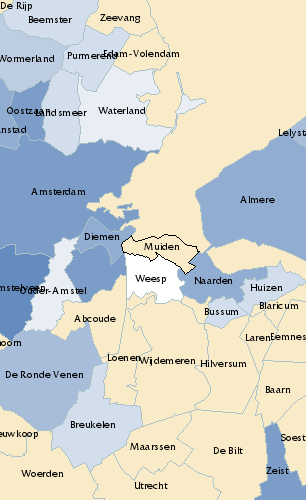 De Rijp
Zeevang
Beemster
Purmerend
Edam-Volendam
Wormerland
Oostzaan
Landsmeer
Waterland
anstad
Lelyst
Amsterdam
Almere
Diemen
Muiden
Weesp
Naarden
Huizen
mstelveen
Ouder-Amstel
Bussum
Blaricum
Abcoude
Laren
Eemnes
oorn
Loenen
Wijdemeren
Hilversum
De Ronde Venen
Baarn
Breukelen
euwkoop
Maarssen
De Bilt
Soest
Woerden
Zeist
Utrecht